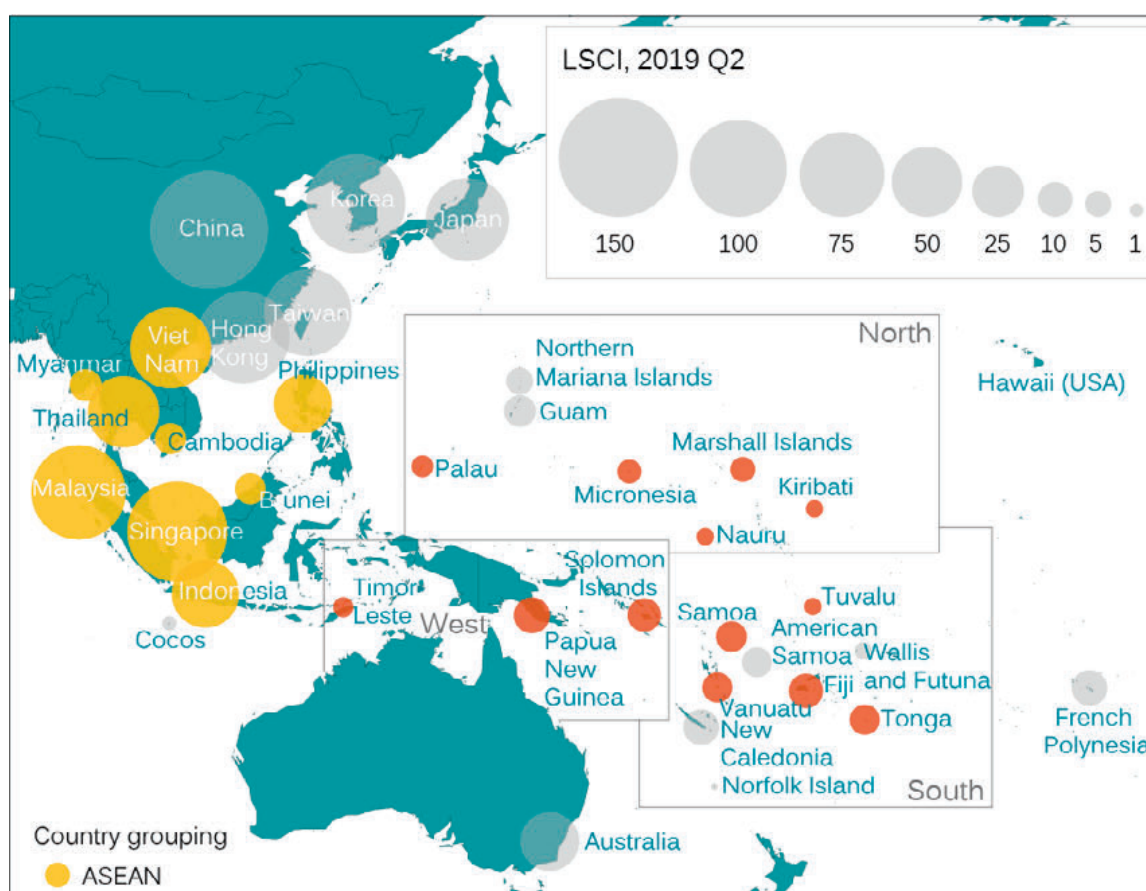 LSCI, 2019 Q2
150 100 75 50 25 10 5 1
China
Korea
Japan
Taiwan
Hong
Kong
Viet
Nam
Myanmar
Philippines
Thailand
Cambodia
Malaysia
Brunei
Singapore
Indonesia
Cocos
North
Northern
Mariana Islands
Guam
Hawaii (USA)
Palau
Micronesia
Marshall Islands
Kiribati
Nauru
Timor
Leste
West
Solomon
Islands
Papua
New
Guinea
Samoa
Tuvalu
American
Samoa
Wallis
and Futuna
Fiji
Vanuatu
Tonga
New
Caledonia
Norfolk Island
South
French
Polynesia
Australia
Country grouping
ASEAN